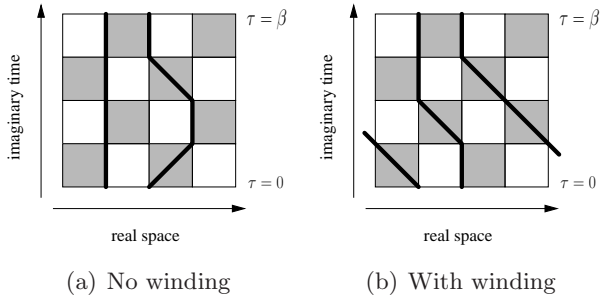 τ = β
imaginary time
τ = 0
real space
(a) No winding
τ = β
imaginary time
τ = 0
real space
(b) With winding